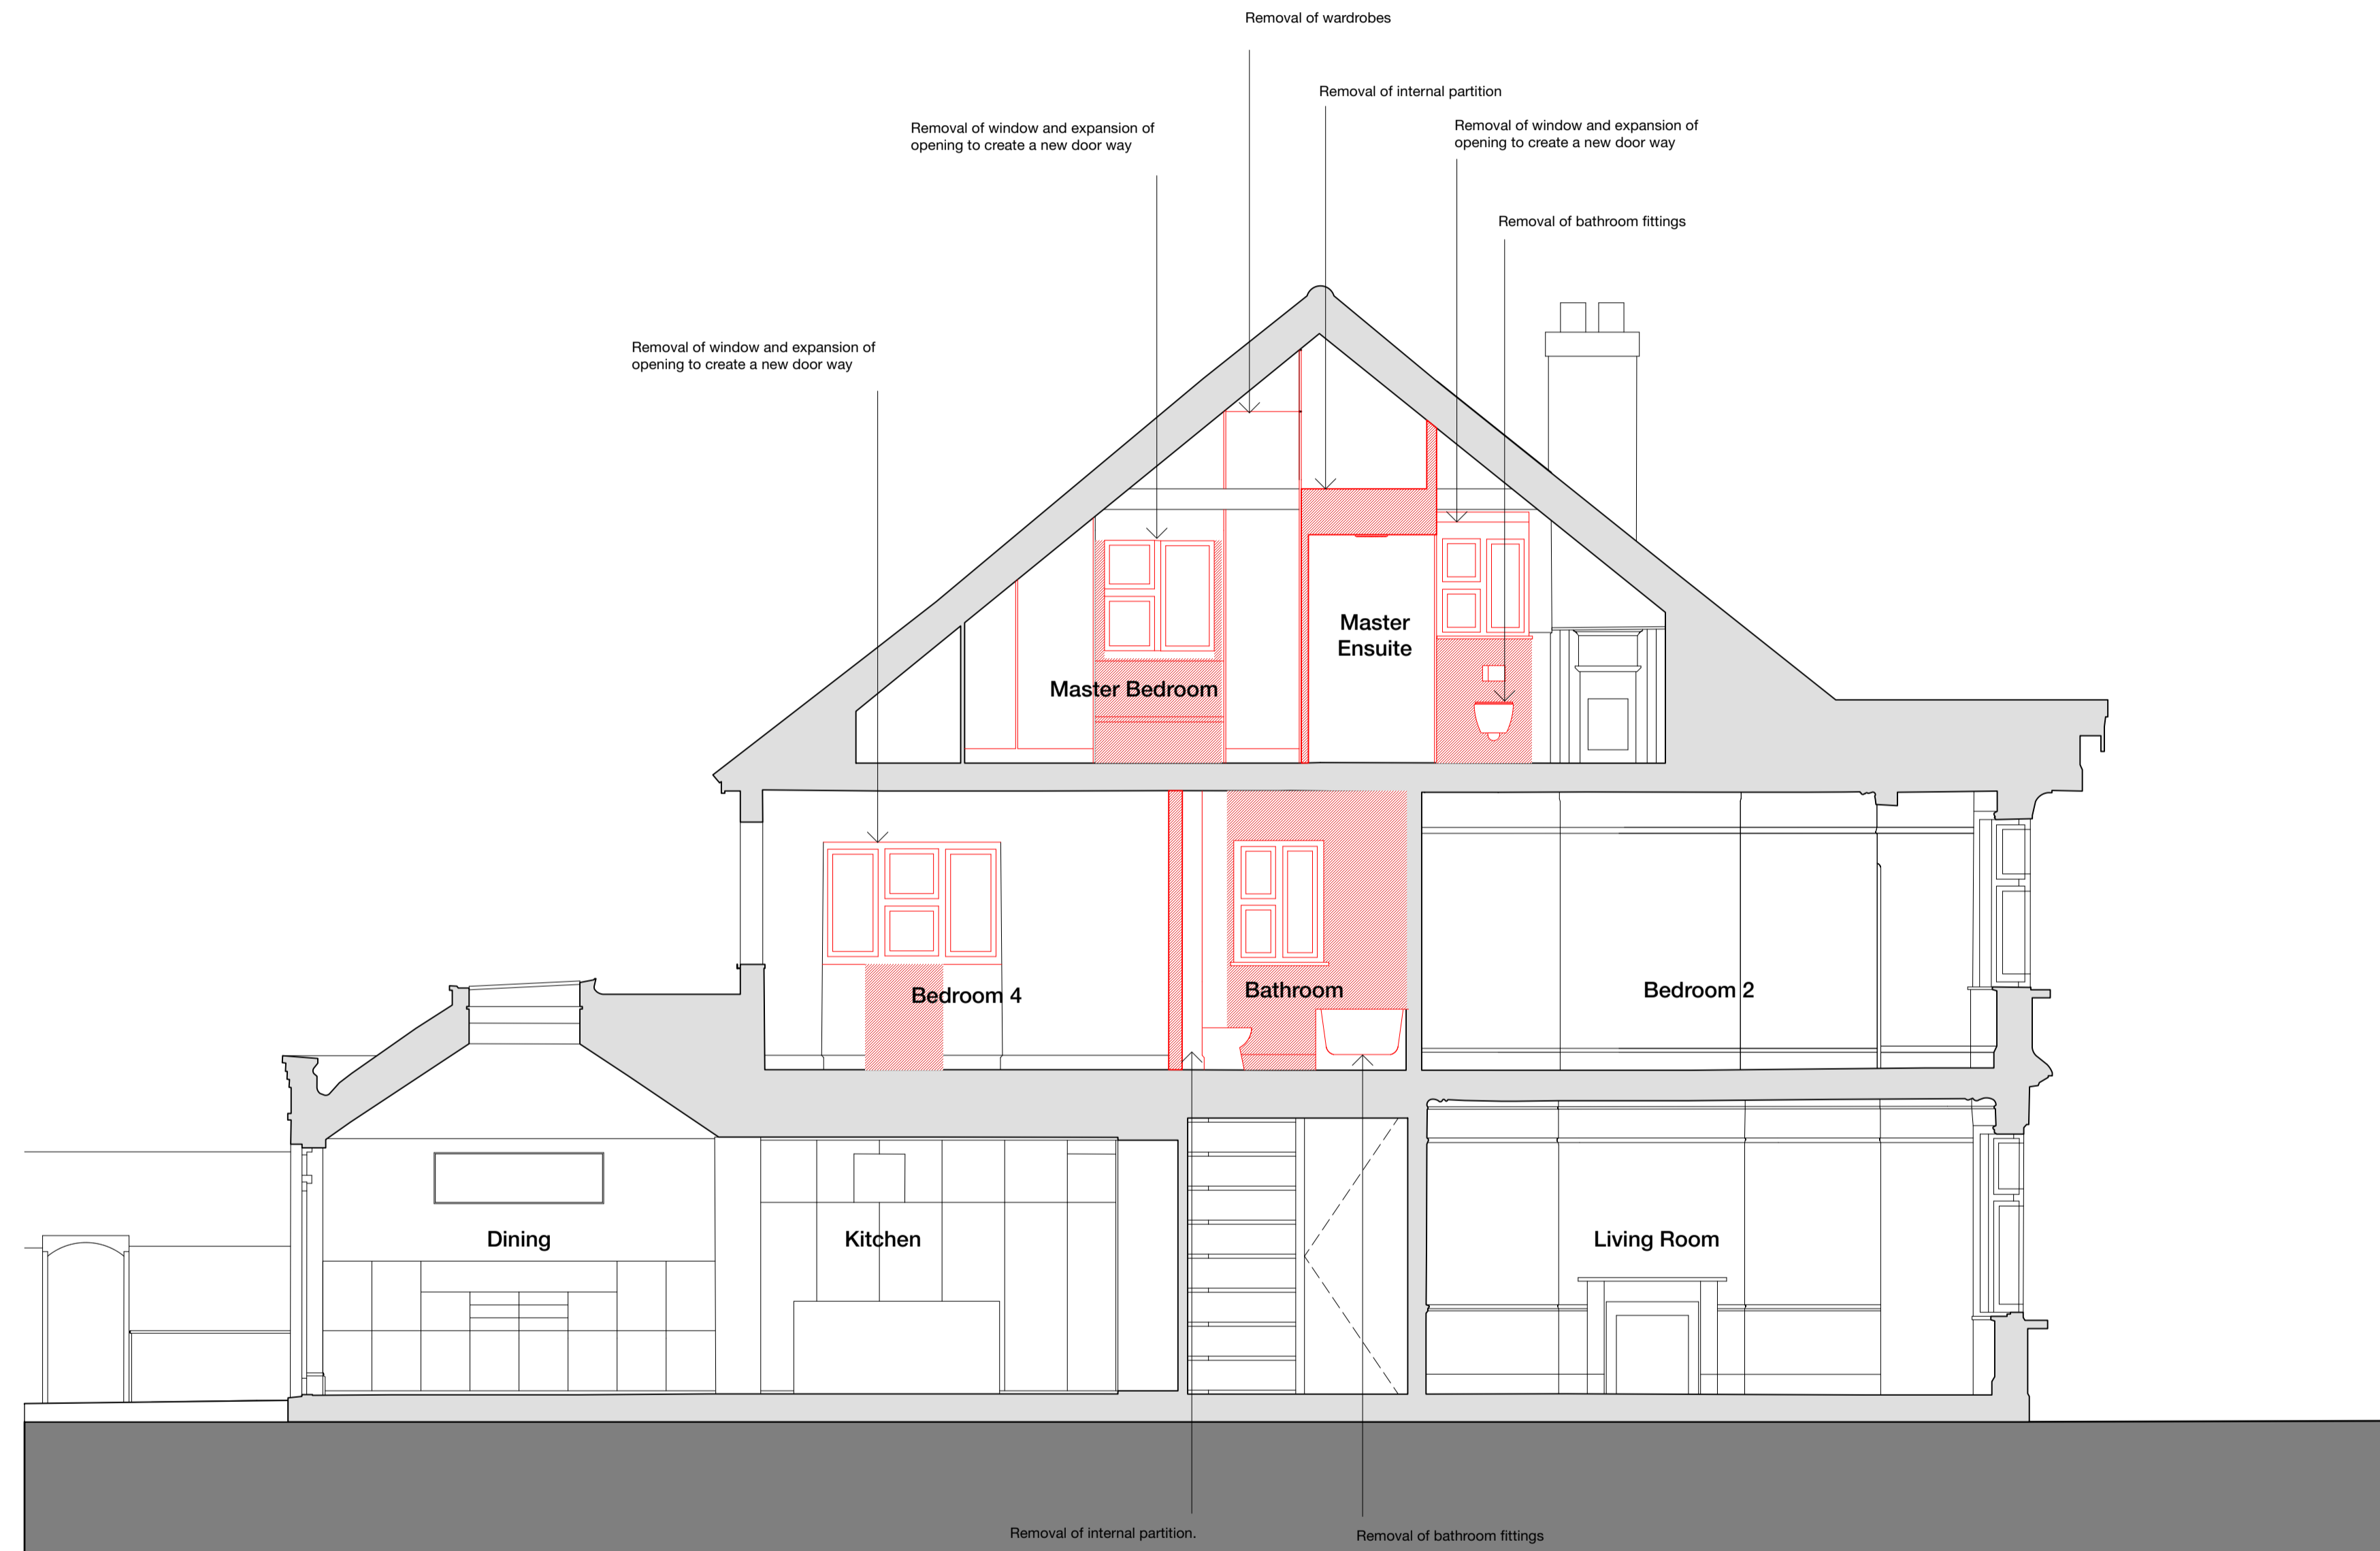 Removal of wardrobes
Removal of internal partition
Removal of window and expansion of
opening to create a new door way
Removal of window and expansion of
opening to create a new door way
Removal of bathroom fittings
Removal of window and expansion of
opening to create a new door way
Master
Ensuite
Master Bedroom
Bedroom 4
Bathroom
Bedroom 2
Dining
Kitchen
Living Room
Removal of internal partition.
Removal of bathroom fittings